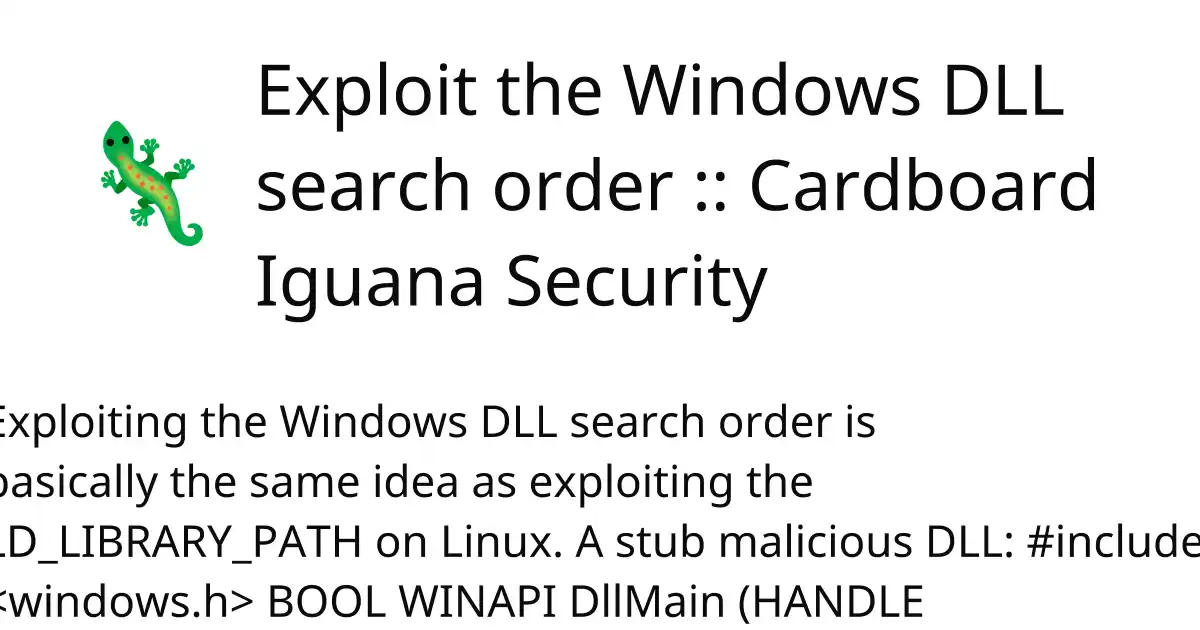 Exploit the Windows DLL
search order :: Cardboard
Iguana Security
Exploiting the Windows DLL search order is
basically the same idea as exploiting the
LD_LIBRARY_PATH on Linux. A stub malicious DLL: #include
<windows.h> BOOL WINAPI DllMain (HANDLE